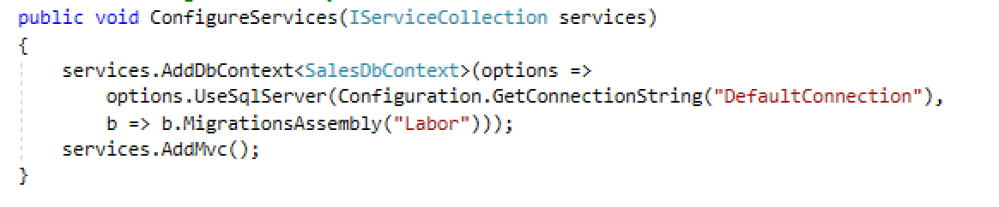 public void ConfigureServices(IServiceCollection services)
{
services.AddDbContext<SalesDbContext>(options =>
options.UseSqlServer(Configuration.GetConnectionString("DefaultConnection"),
b => b.MigrationsAssembly("Labor")));
services.AddMvc();
}